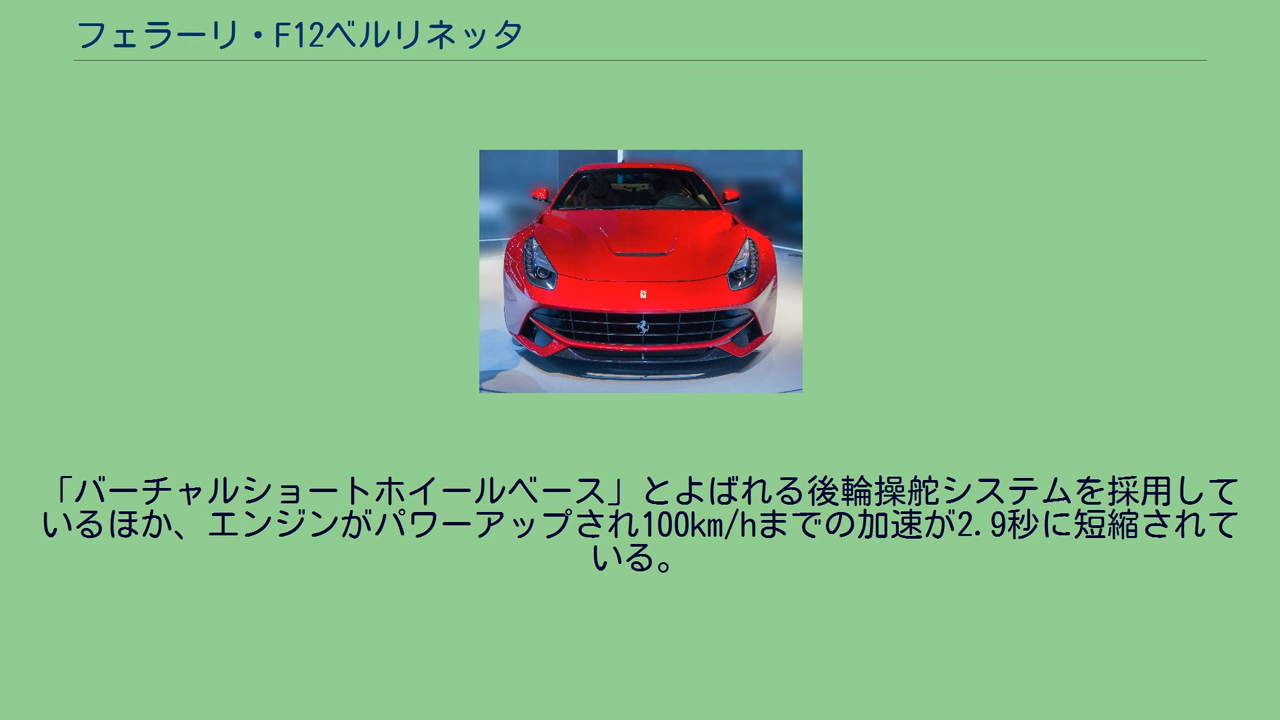 フェラーリ・F12ベルリネッタ
「バーチャルショートホイールベース」とよばれる後輪操舵システムを採用して
いるほか、エンジンがパワーアップされ100km/hまでの加速が2.9秒に短縮されて
いる。